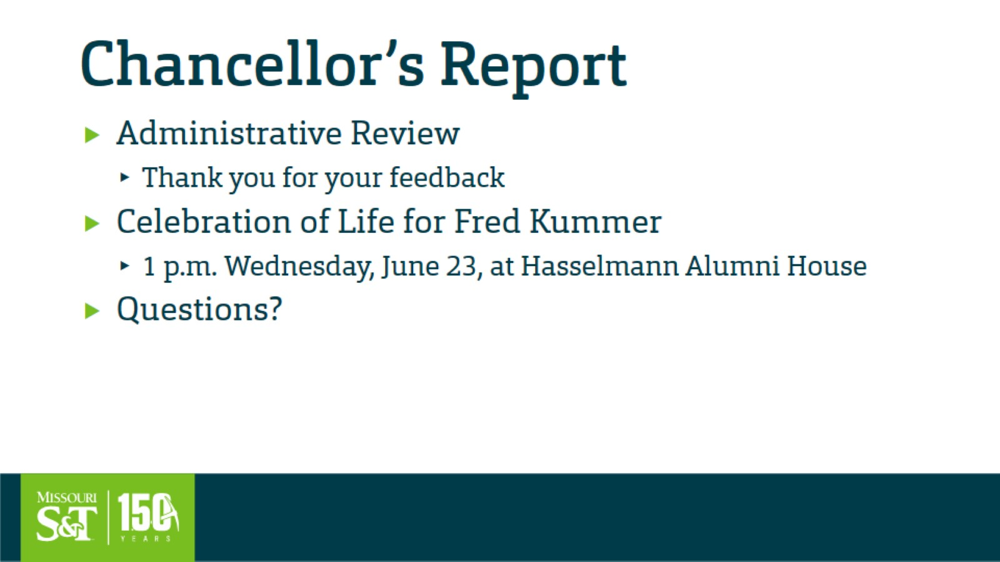 Chancellor’s Report
Administrative Review
Thank you for your feedback
Celebration of Life for Fred Kummer
1 p.m. Wednesday, June 23, at Hasselmann Alumni House
Questions?
MISSOURI
S&T
150
YEARS